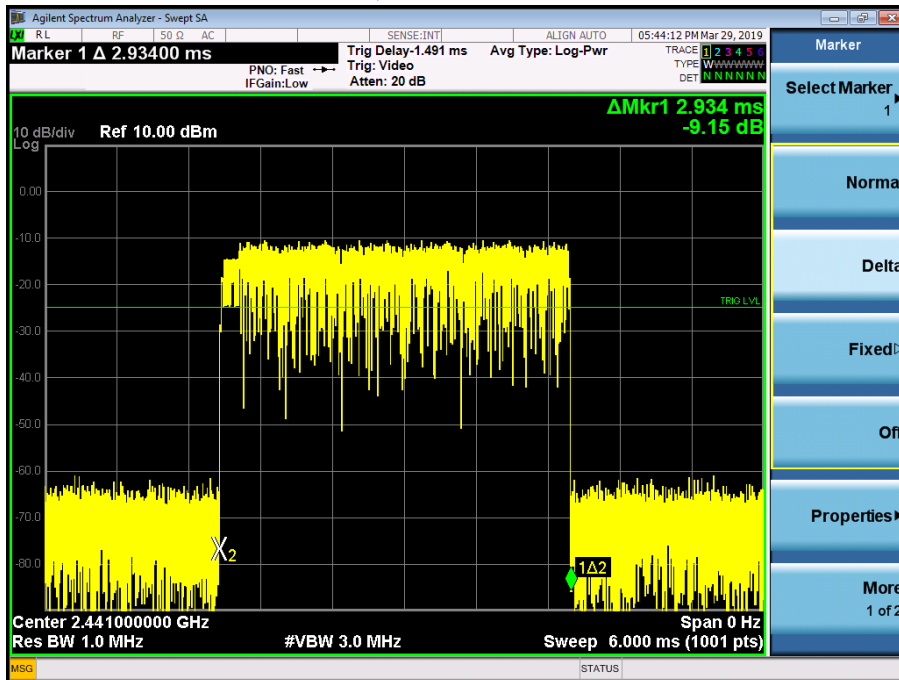 Agilent Spectrum Analyzer - Swept SA
LXI RL RF 50 Ω AC SENSE:INT ALIGN AUTO 05:44:12 PM Mar 29, 2019
Marker 1 Δ 2.93400 ms
PNO: Fast
IFGain:Low
Trig Delay-1.491 ms
Trig: Video
Atten: 20 dB
Avg Type: Log-Pwr
TRACE 1 2 3 4 5 6
TYPE WWWWWWW
DET N N N N N N
ΔMkr1 2.934 ms
-9.15 dB
10 dB/div Ref 10.00 dBm
Log
0.00
-10.0
-20.0
TRIG LVL
-30.0
-40.0
-50.0
-60.0
-70.0
-80.0
X2
1Δ2
Center 2.441000000 GHz Span 0 Hz
Res BW 1.0 MHz #VBW 3.0 MHz Sweep 6.000 ms (1001 pts)
MSG STATUS
Marker
Select Marker
1
Norma
Delta
Fixed
Off
Properties
More
1 of 2